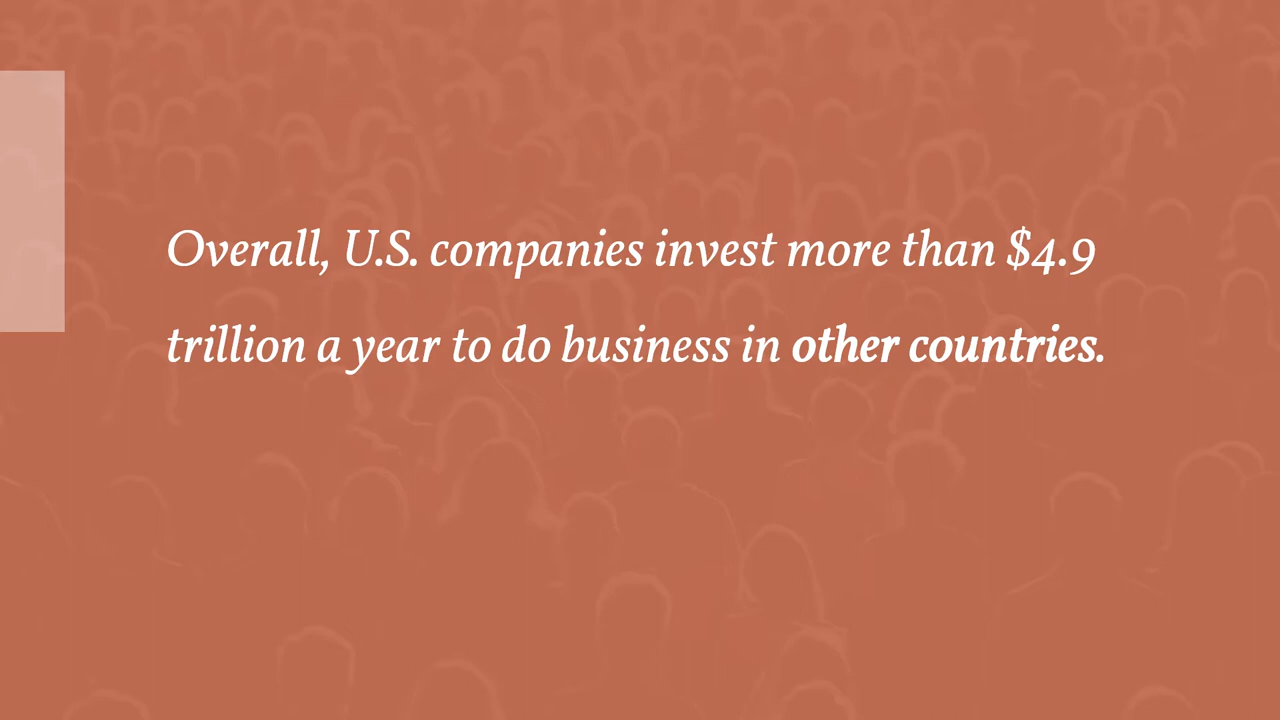 Overall, U.S. companies invest more than $4.9
trillion a year to do business in other countries.